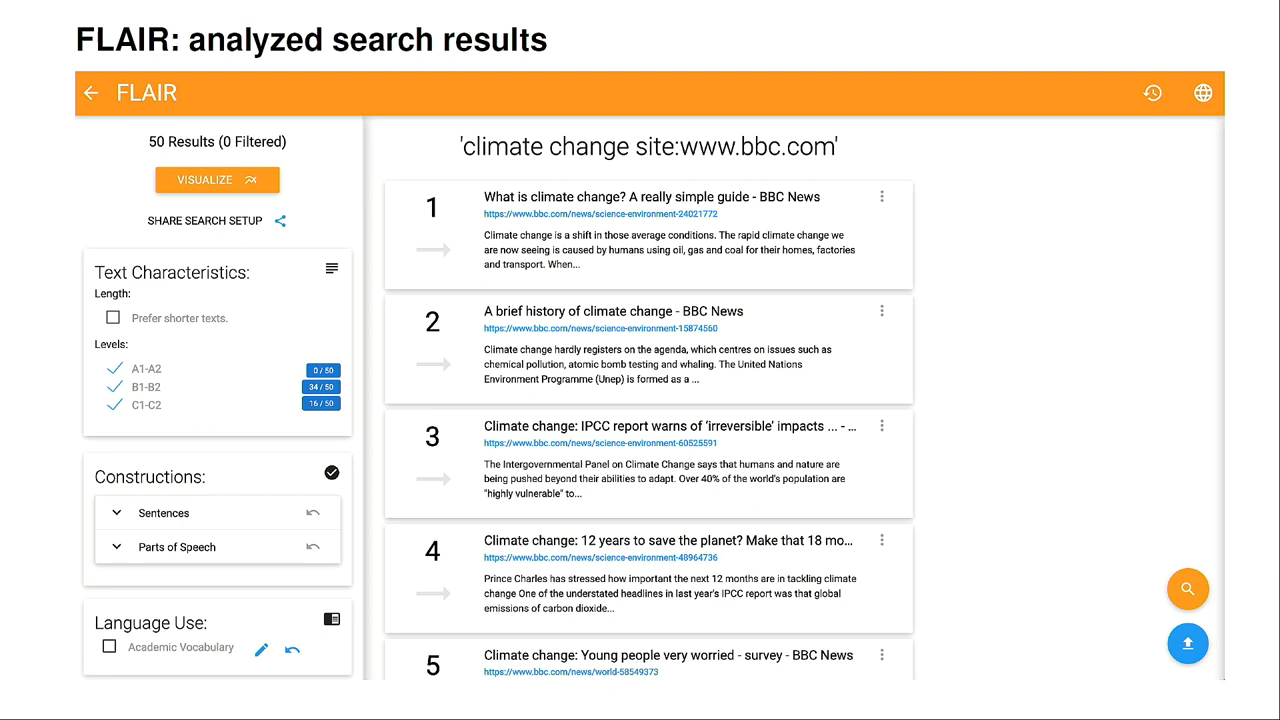 FLAIR: analyzed search results
FLAIR
50 Results (0 Filtered)
VISUALIZE
SHARE SEARCH SETUP
Text Characteristics:
Length:
Prefer shorter texts.
Levels:
A1-A2 0 / 50
B1-B2 34 / 50
C1-C2 16 / 50
Constructions:
Sentences
Parts of Speech
Language Use:
Academic Vocabulary
'climate change site:www.bbc.com'
1
What is climate change? A really simple guide - BBC News
https://www.bbc.com/news/science-environment-24021772
Climate change is a shift in those average conditions. The rapid climate change we
are now seeing is caused by humans using oil, gas and coal for their homes, factories
and transport. When...
2
A brief history of climate change - BBC News
https://www.bbc.com/news/science-environment-15874560
Climate change hardly registers on the agenda, which centres on issues such as
chemical pollution, atomic bomb testing and whaling. The United Nations
Environment Programme (Unep) is formed as a ...
3
Climate change: IPCC report warns of ‘irreversible’ impacts ... - ...
https://www.bbc.com/news/science-environment-60525591
The Intergovernmental Panel on Climate Change says that humans and nature are
being pushed beyond their abilities to adapt. Over 40% of the world's population are
"highly vulnerable" to...
4
Climate change: 12 years to save the planet? Make that 18 mo...
https://www.bbc.com/news/science-environment-48964736
Prince Charles has stressed how important the next 12 months are in tackling climate
change One of the understated headlines in last year's IPCC report was that global
emissions of carbon dioxide...
5
Climate change: Young people very worried - survey - BBC News
https://www.bbc.com/news/world-58549373